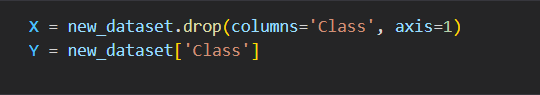 X = new_dataset.drop(columns='Class', axis=1)
Y = new_dataset['Class']